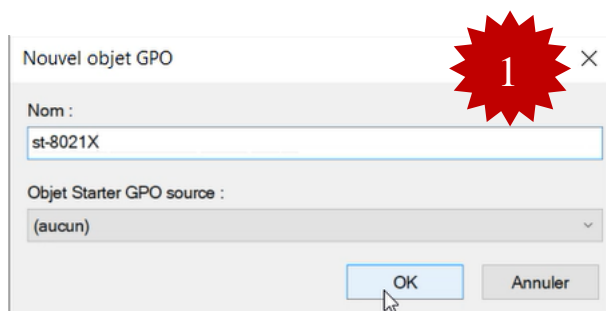 Nouvel objet GPO
1
Nom :
st-8021X
Objet Starter GPO source :
(aucun)
OK Annuler